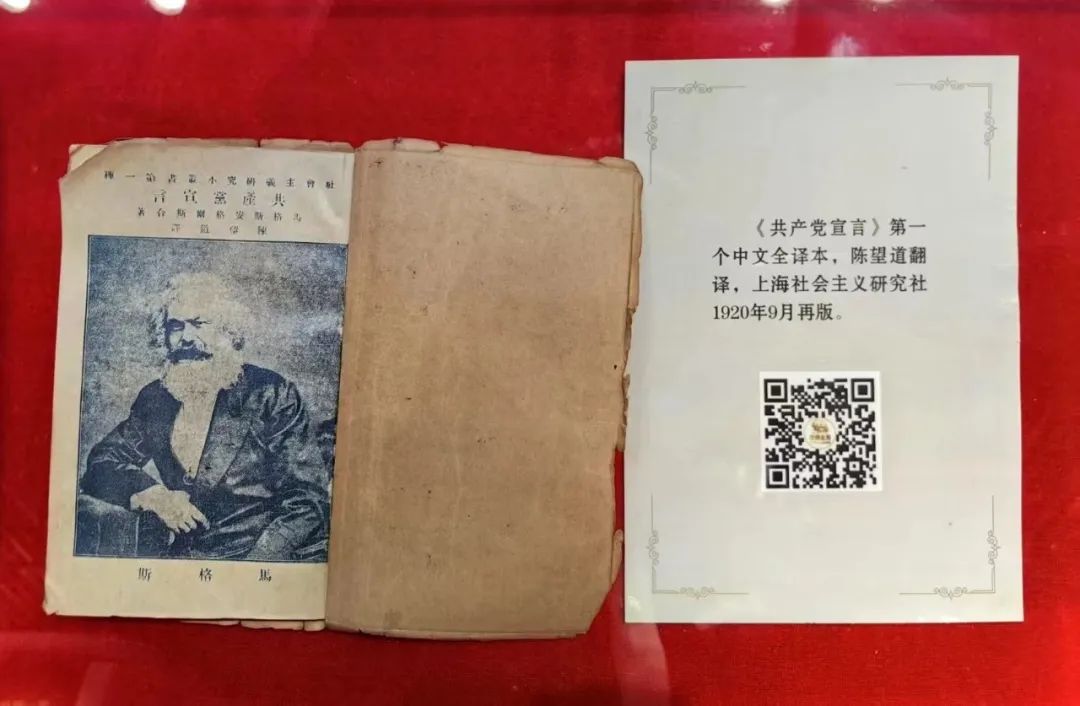 社會主義研究小叢書第一種
共產黨宣言
馬格斯安格爾斯合著
陳望道譯
馬格斯
《共产党宣言》第一
个中文全译本，陈望道翻
译，上海社会主义研究社
1920年9月再版。